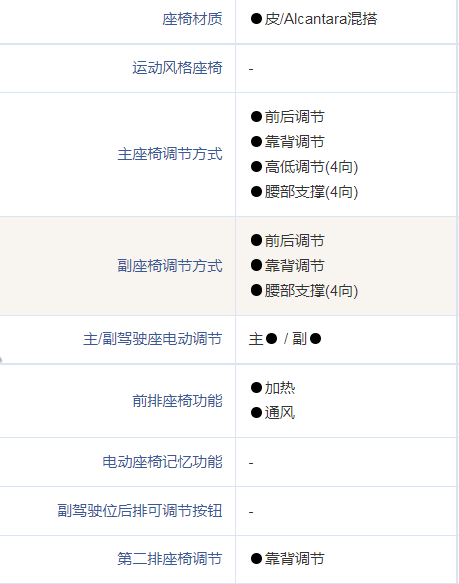 座椅材质 ●皮/Alcantara混搭
运动风格座椅 -
主座椅调节方式 ●前后调节
●靠背调节
●高低调节(4向)
●腰部支撑(4向)
副座椅调节方式 ●前后调节
●靠背调节
●腰部支撑(4向)
主/副驾驶座电动调节 主● / 副●
前排座椅功能 ●加热
●通风
电动座椅记忆功能 -
副驾驶位后排可调节按钮 -
第二排座椅调节 ●靠背调节